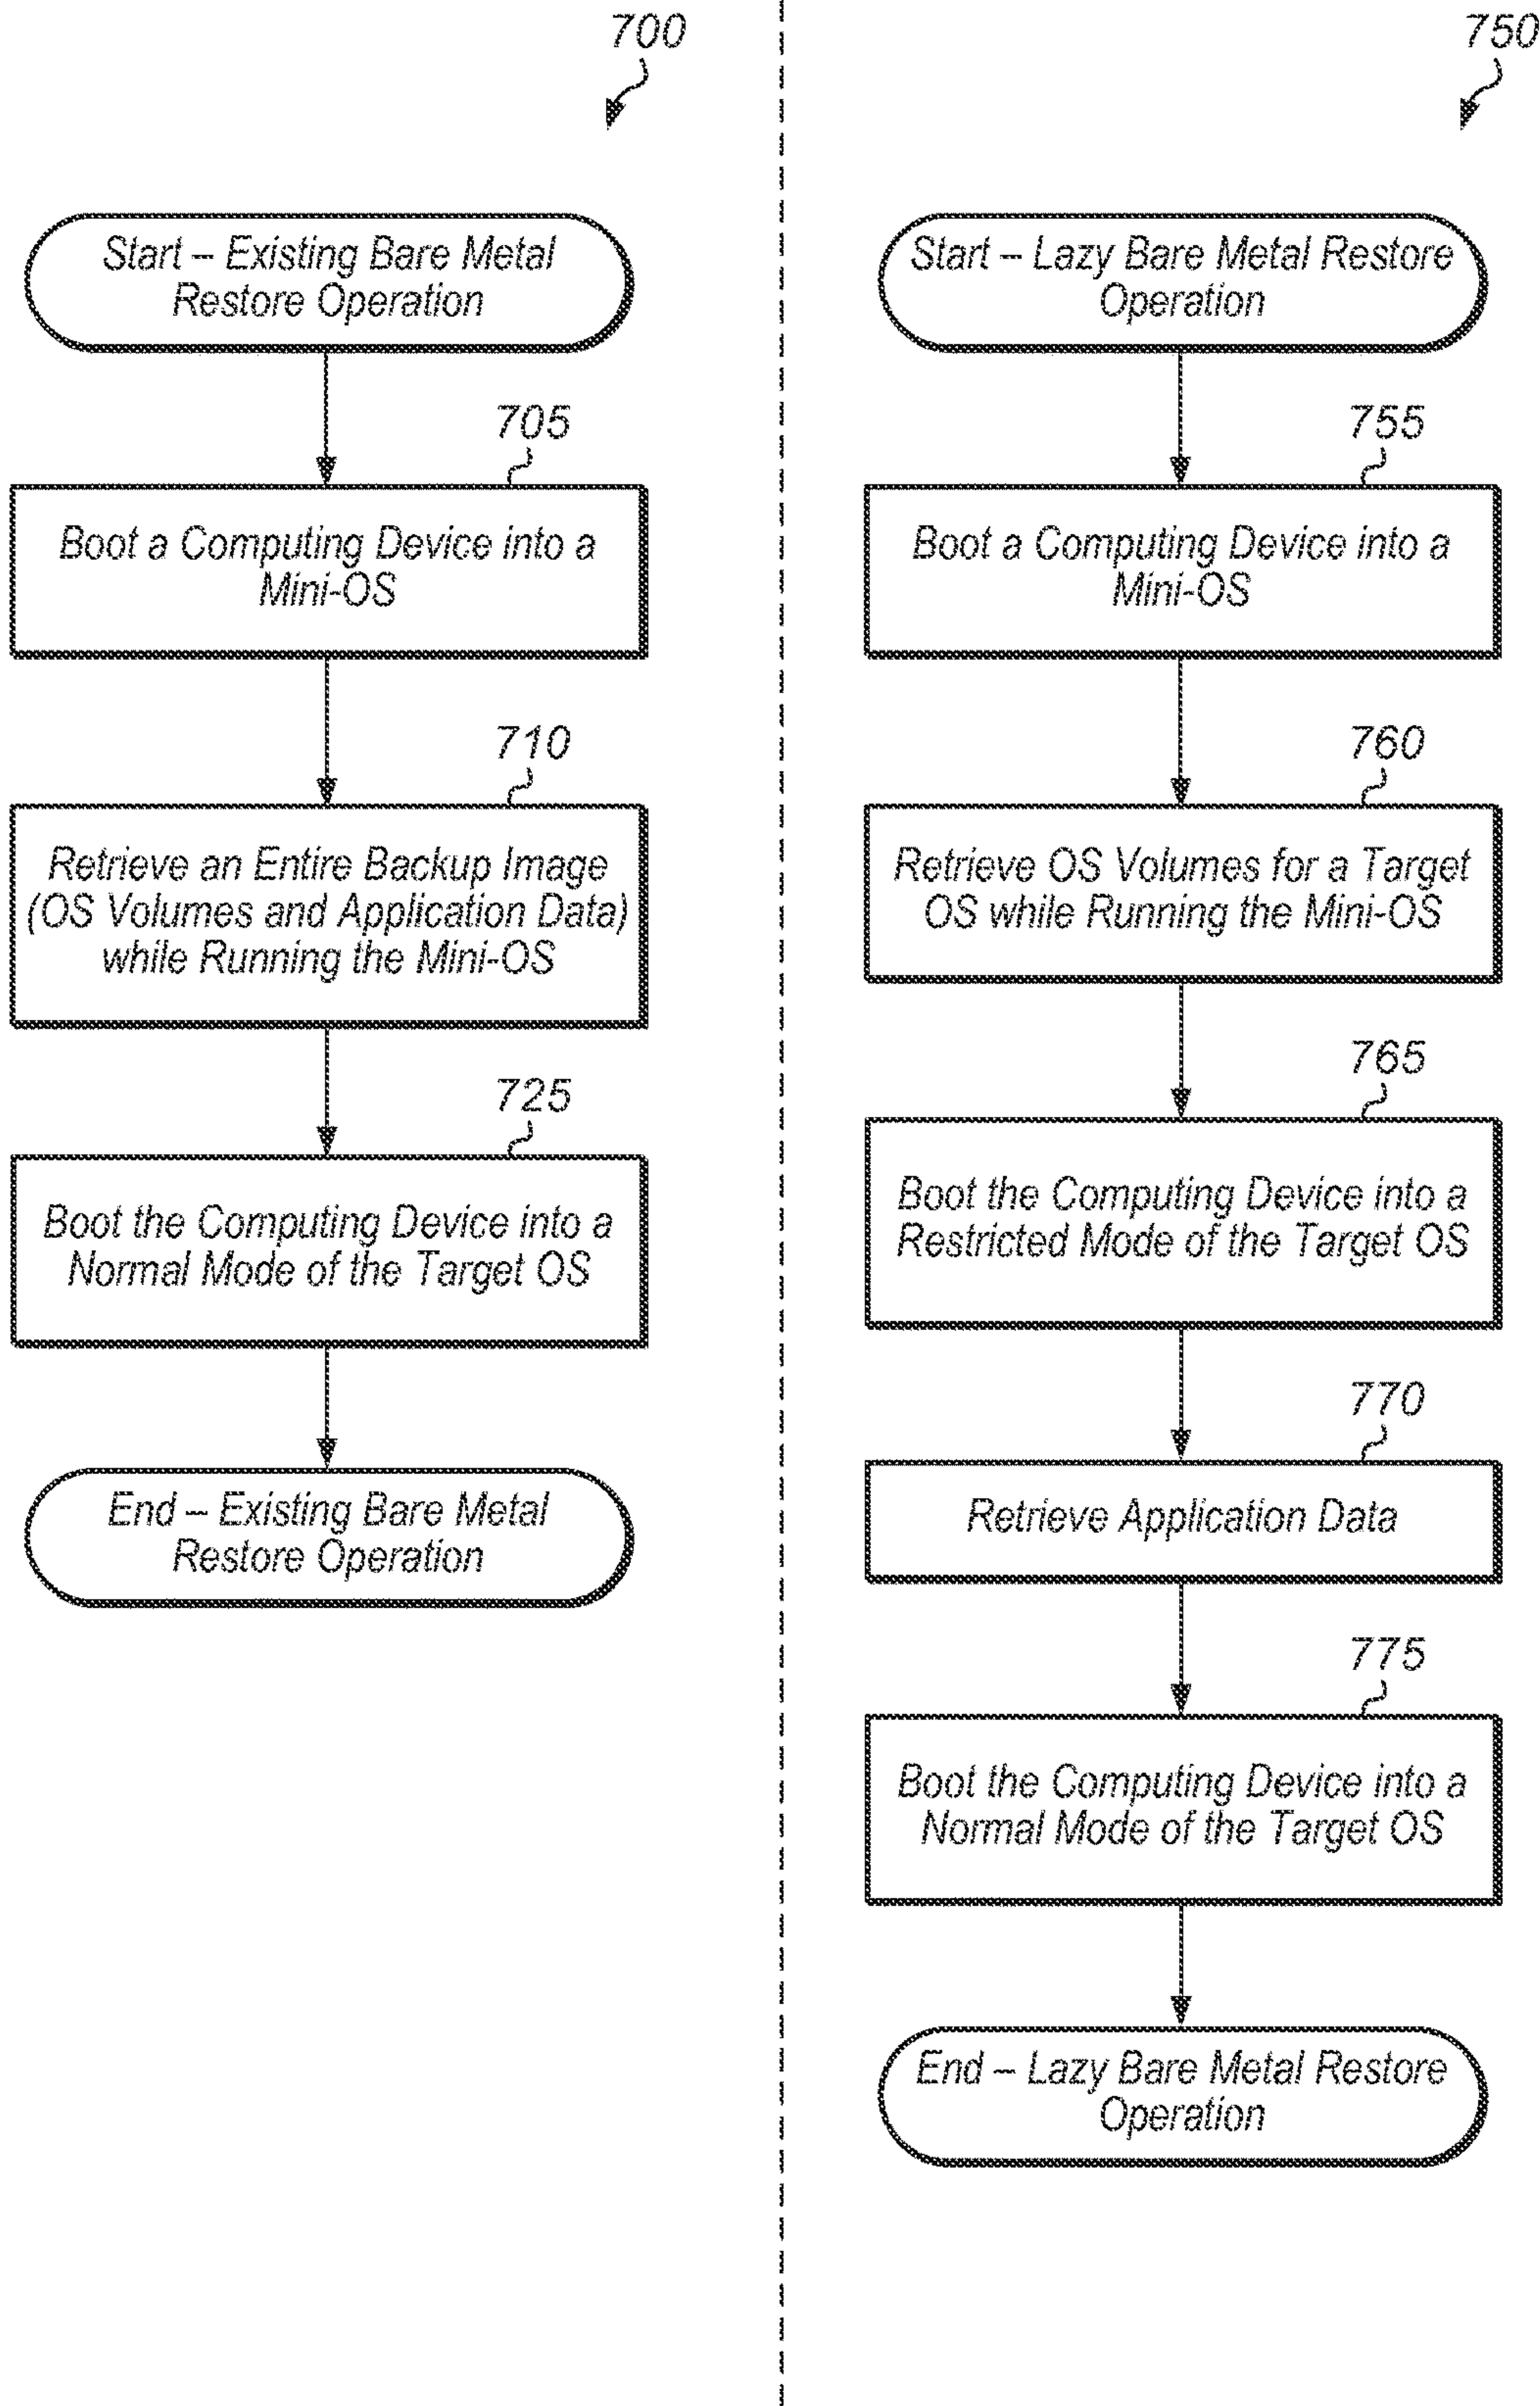 700
Start – Existing Bare Metal
Restore Operation
705
Boot a Computing Device into a
Mini-OS
710
Retrieve an Entire Backup Image
(OS Volumes and Application Data)
while Running the Mini-OS
725
Boot the Computing Device into a
Normal Mode of the Target OS
End – Existing Bare Metal
Restore Operation
750
Start – Lazy Bare Metal Restore
Operation
755
Boot a Computing Device into a
Mini-OS
760
Retrieve OS Volumes for a Target
OS while Running the Mini-OS
765
Boot the Computing Device into a
Restricted Mode of the Target OS
770
Retrieve Application Data
775
Boot the Computing Device into a
Normal Mode of the Target OS
End – Lazy Bare Metal Restore
Operation